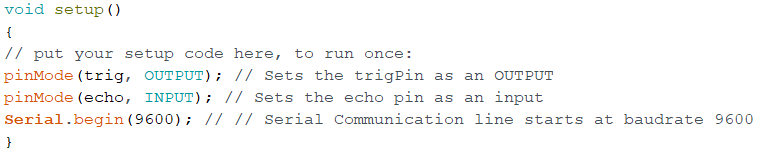 void setup()
{
// put your setup code here, to run once:
pinMode(trig, OUTPUT); // Sets the trigPin as an OUTPUT
pinMode(echo, INPUT); // Sets the echo pin as an input
Serial.begin(9600); // // Serial Communication line starts at baudrate 9600
}